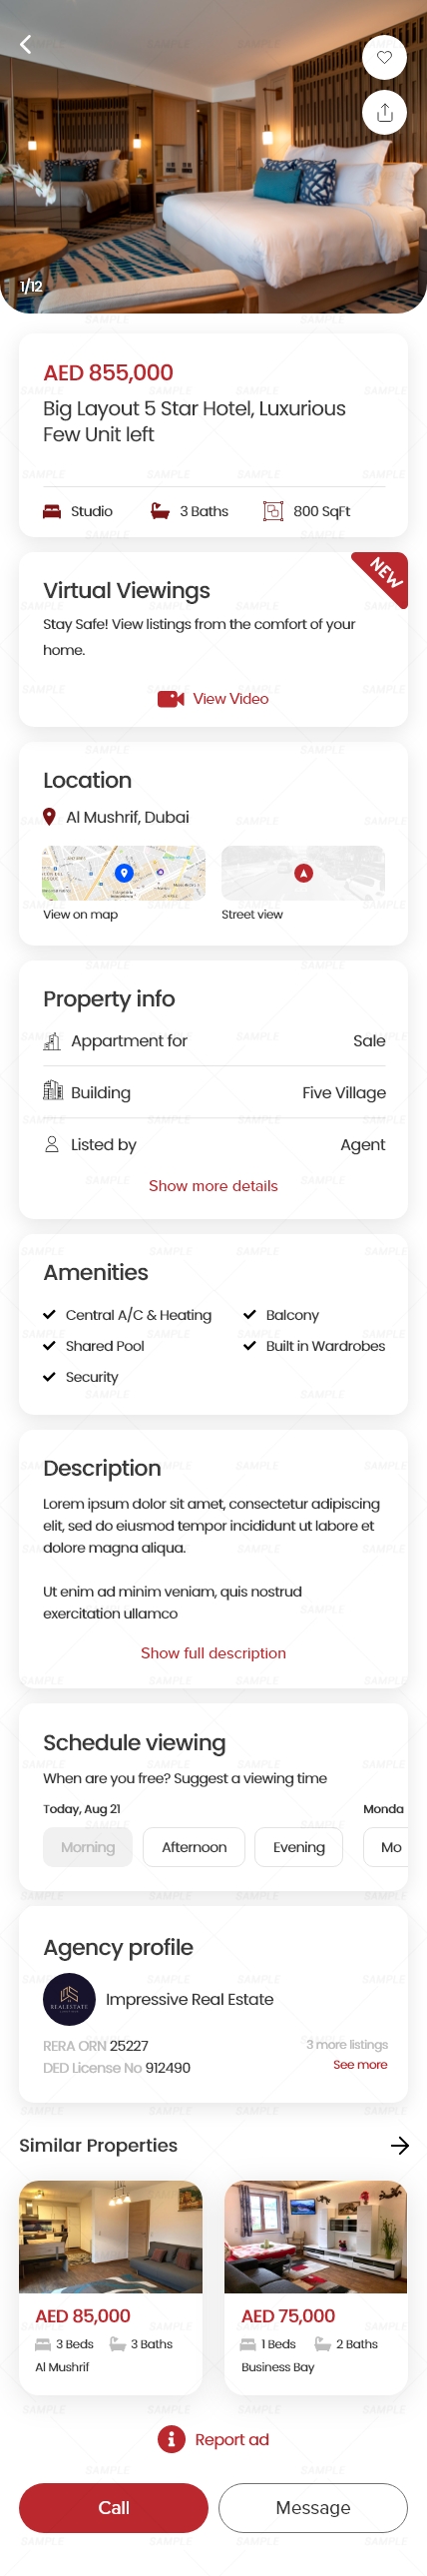 1/12
AED 855,000
Big Layout 5 Star Hotel, Luxurious
Few Unit left
Studio 3 Baths 800 SqFt
NEW
Virtual Viewings
Stay Safe! View listings from the comfort of your
home.
View Video
Location
Al Mushrif, Dubai
View on map Street view
Property info
Appartment for Sale
Building Five Village
Listed by Agent
Show more details
Amenities
Central A/C & Heating Balcony
Shared Pool Built in Wardrobes
Security
Description
Lorem ipsum dolor sit amet, consectetur adipiscing
elit, sed do eiusmod tempor incididunt ut labore et
dolore magna aliqua.
Ut enim ad minim veniam, quis nostrud
exercitation ullamco
Show full description
Schedule viewing
When are you free? Suggest a viewing time
Today, Aug 21 Monda
Morning Afternoon Evening Mo
Agency profile
REALESTATE
Impressive Real Estate
RERA ORN 25227 3 more listings
DED License No 912490 See more
Similar Properties
AED 85,000 AED 75,000
3 Beds 3 Baths 1 Beds 2 Baths
Al Mushrif Business Bay
Report ad
Call Message
SAMPLE